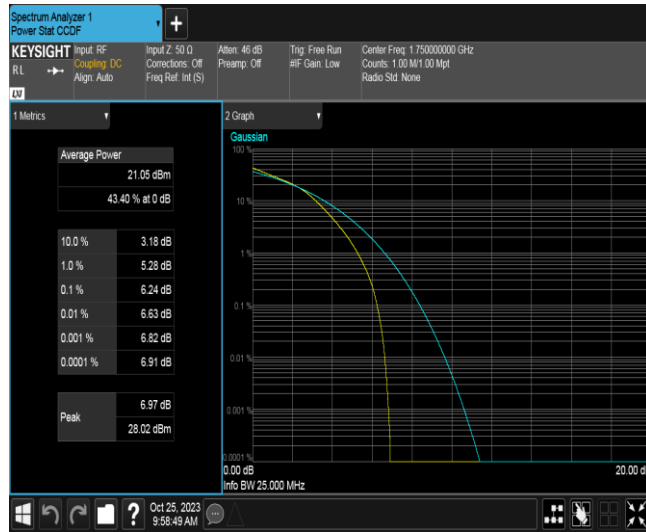 Spectrum Analyzer 1
Power Stat CCDF
+
KEYSIGHT
RL
LXI
Input: RF
Coupling: DC
Align: Auto
Input Z: 50 Ω
Corrections: Off
Freq Ref: Int (S)
Atten: 46 dB
Preamp: Off
Trig: Free Run
#IF Gain: Low
Center Freq: 1.750000000 GHz
Counts: 1.00 M/1.00 Mpt
Radio Std: None
1 Metrics
Average Power
21.05 dBm
43.40 % at 0 dB
10.0 % 3.18 dB
1.0 % 5.28 dB
0.1 % 6.24 dB
0.01 % 6.63 dB
0.001 % 6.82 dB
0.0001 % 6.91 dB
Peak
6.97 dB
28.02 dBm
2 Graph
Gaussian
100 %
10 %
1 %
0.1 %
0.01 %
0.001 %
0.0001 %
0.00 dB
20.00 d
Info BW 25.000 MHz
?
Oct 25, 2023
9:58:49 AM